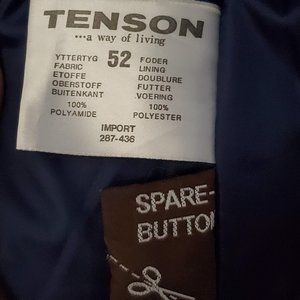 TENSON
...a way of living
YTTERTYG 52 FODER
FABRIC LINING
ETOFFE DOUBLURE
OBERSTOFF FUTTER
BUITENKANT VOERING
100% 100%
POLYAMIDE POLYESTER
IMPORT
287-436
SPARE-
BUTTON